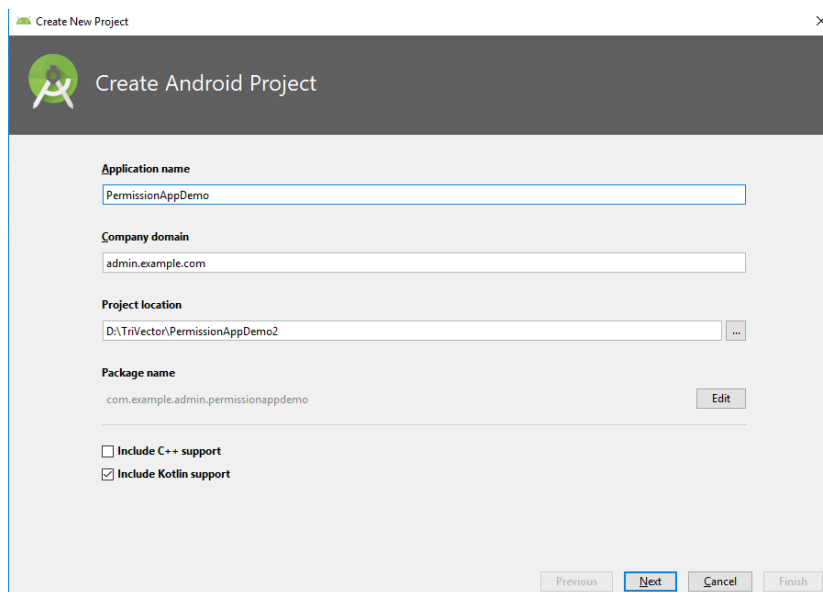 Create New Project
Create Android Project
Application name
PermissionAppDemo
Company domain
admin.example.com
Project location
D:\TriVector\PermissionAppDemo2
...
Package name
com.example.admin.permissionappdemo
Edit
Include C++ support
Include Kotlin support
Previous Next Cancel Finish